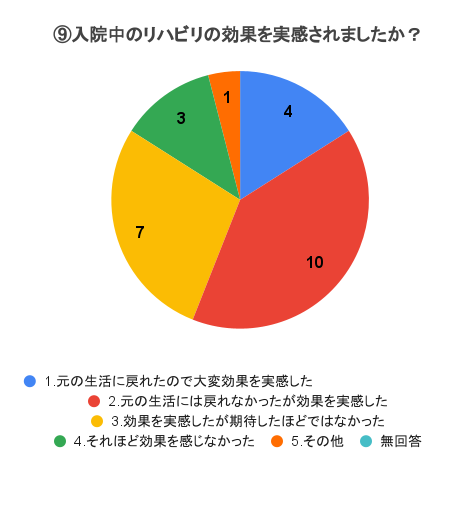 ⑨入院中のリハビリの効果を実感されましたか？
1
4
3
7
10
1.元の生活に戻れたので大変効果を実感した
2.元の生活には戻れなかったが効果を実感した
3.効果を実感したが期待したほどではなかった
4.それほど効果を感じなかった 5.その他 無回答